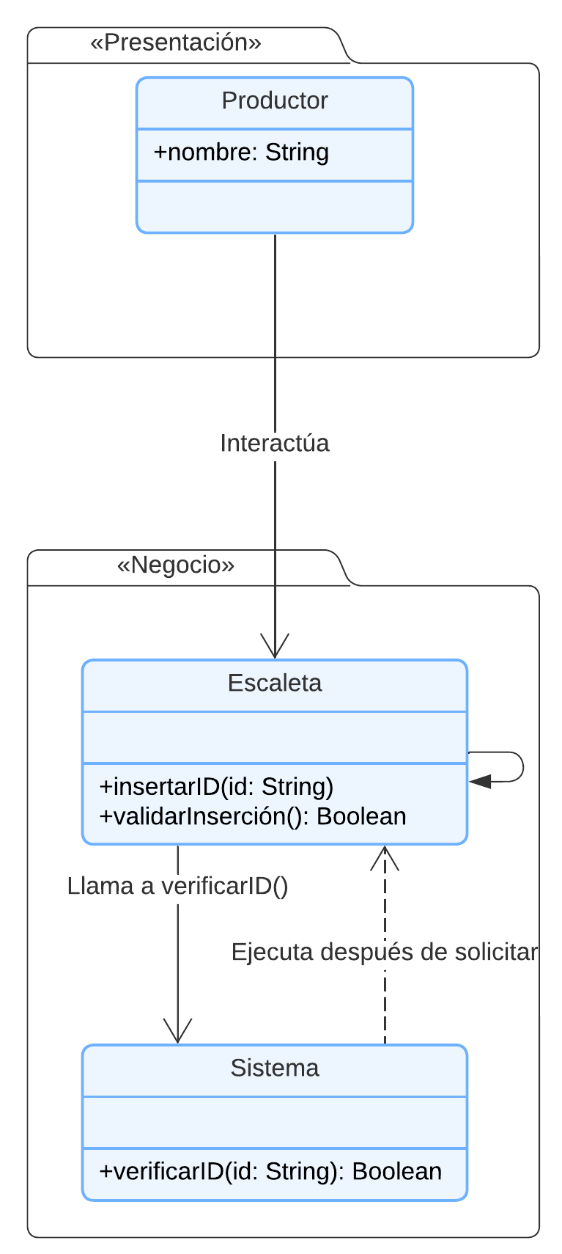 «Presentación»
Productor
+nombre: String
Interactúa
«Negocio»
Escaleta
+insertarID(id: String)
+validarInserción(): Boolean
Llama a verificarID()
Ejecuta después de solicitar
Sistema
+verificarID(id: String): Boolean